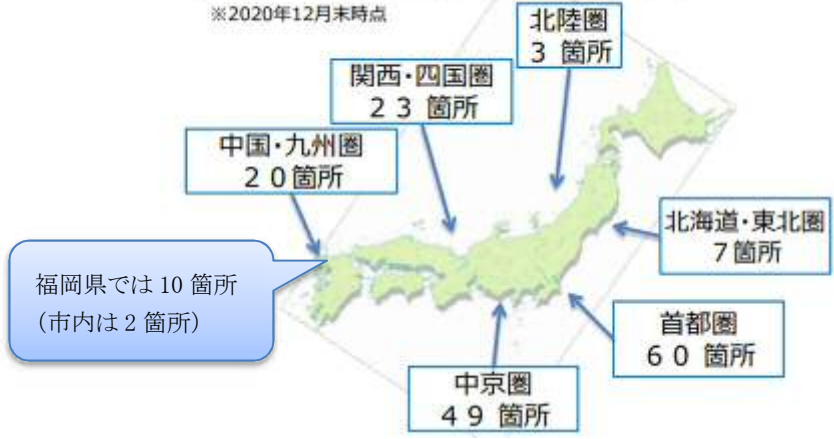 ※2020年12月末時点
北陸圏
3 箇所
関西・四国圏
23 箇所
中国・九州圏
20箇所
北海道・東北圏
7箇所
福岡県では 10 箇所
（市内は 2 箇所）
首都圏
60 箇所
中京圏
49 箇所